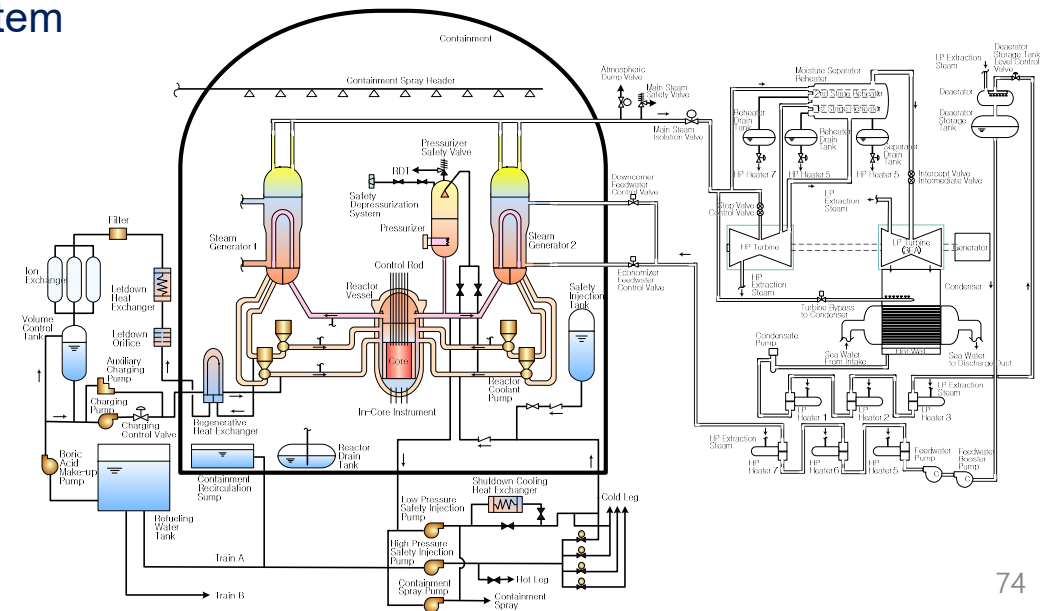 tem
Containment
Containment Spray Header
Pressurizer
Safety Valve
RDT
Safety
Depressurization
System
Pressurizer
Steam
Generator 1
Steam
Generator 2
Control Rod
Reactor
Vessel
Core
In-Core Instrument
Reactor
Coolant
Pump
Safety
Injection
Tank
Downcomer
Feedwater
Control Valve
Economizer
Feedwater
Control Valve
Filter
Ion
Exchanger
Letdown
Heat
Exchanger
Volume
Control
Tank
Letdown
Orifice
Auxiliary
Charging
Pump
Charging
Pump
Charging
Control Valve
Regenerative
Heat Exchanger
Boric
Acid
Make-up
Pump
Refueling
Water
Tank
Containment
Recirculation
Sump
Reactor
Drain
Tank
Train A
Train B
Low Pressure
Safety Injection
Pump
High Pressure
Safety Injection
Pump
Containment
Spray Pump
Shutdown Cooling
Heat Exchanger
Cold Leg
Hot Leg
Containment
Spray
Atmospheric
Dump Valve
Main Steam
Safety Valve
Main Steam
Isolation Valve
Moisture Separator
Reheater
2nd Stage Reheater
1st Stage Reheater
Reheater
Drain
Tank
Reheater
Drain
Tank
Separator
Drain
Tank
HP Heater 7
HP Heater 5
HP Heater 5
Stop Valve
Control Valve
LP
Extraction
Steam
Intercept Valve
Intermediate Valve
HP Turbine
LP Turbine
(3EA)
Generator
HP
Extraction
Steam
Turbine Bypass
to Condenser
Condenser
Hot Well
Sea Water
From Intake
Sea Water
to Discharge Duct
Condensate
Pump
LP
Heater 1
LP
Heater 2
LP
Heater 3
LP Extraction
Steam
HP Extraction
Steam
HP
Heater7
HP
Heater6
HP
Heater5
Feedwater
Pump
Feedwater
Booster
Pump
LP Extraction
Steam
Deaerator
Storage Tank
Level Control
Valve
Deaerator
Deaerator
Storage
Tank
74